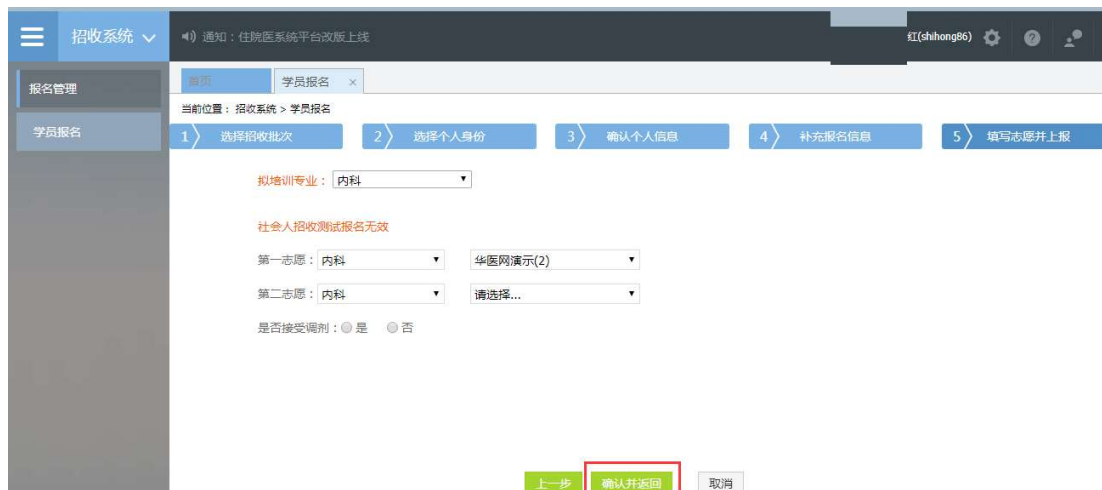 招收系统
通知：住院医系统平台改版上线
红(shihong86)
报名管理
学员报名
首页
学员报名 ×
当前位置： 招收系统 > 学员报名
1 选择招收批次
2 选择个人身份
3 确认个人信息
4 补充报名信息
5 填写志愿并上报
拟培训专业： 内科
社会人招收测试报名无效
第一志愿： 内科 华医网演示(2)
第二志愿： 内科 请选择...
是否接受调剂： 是 否
上一步 确认并返回 取消